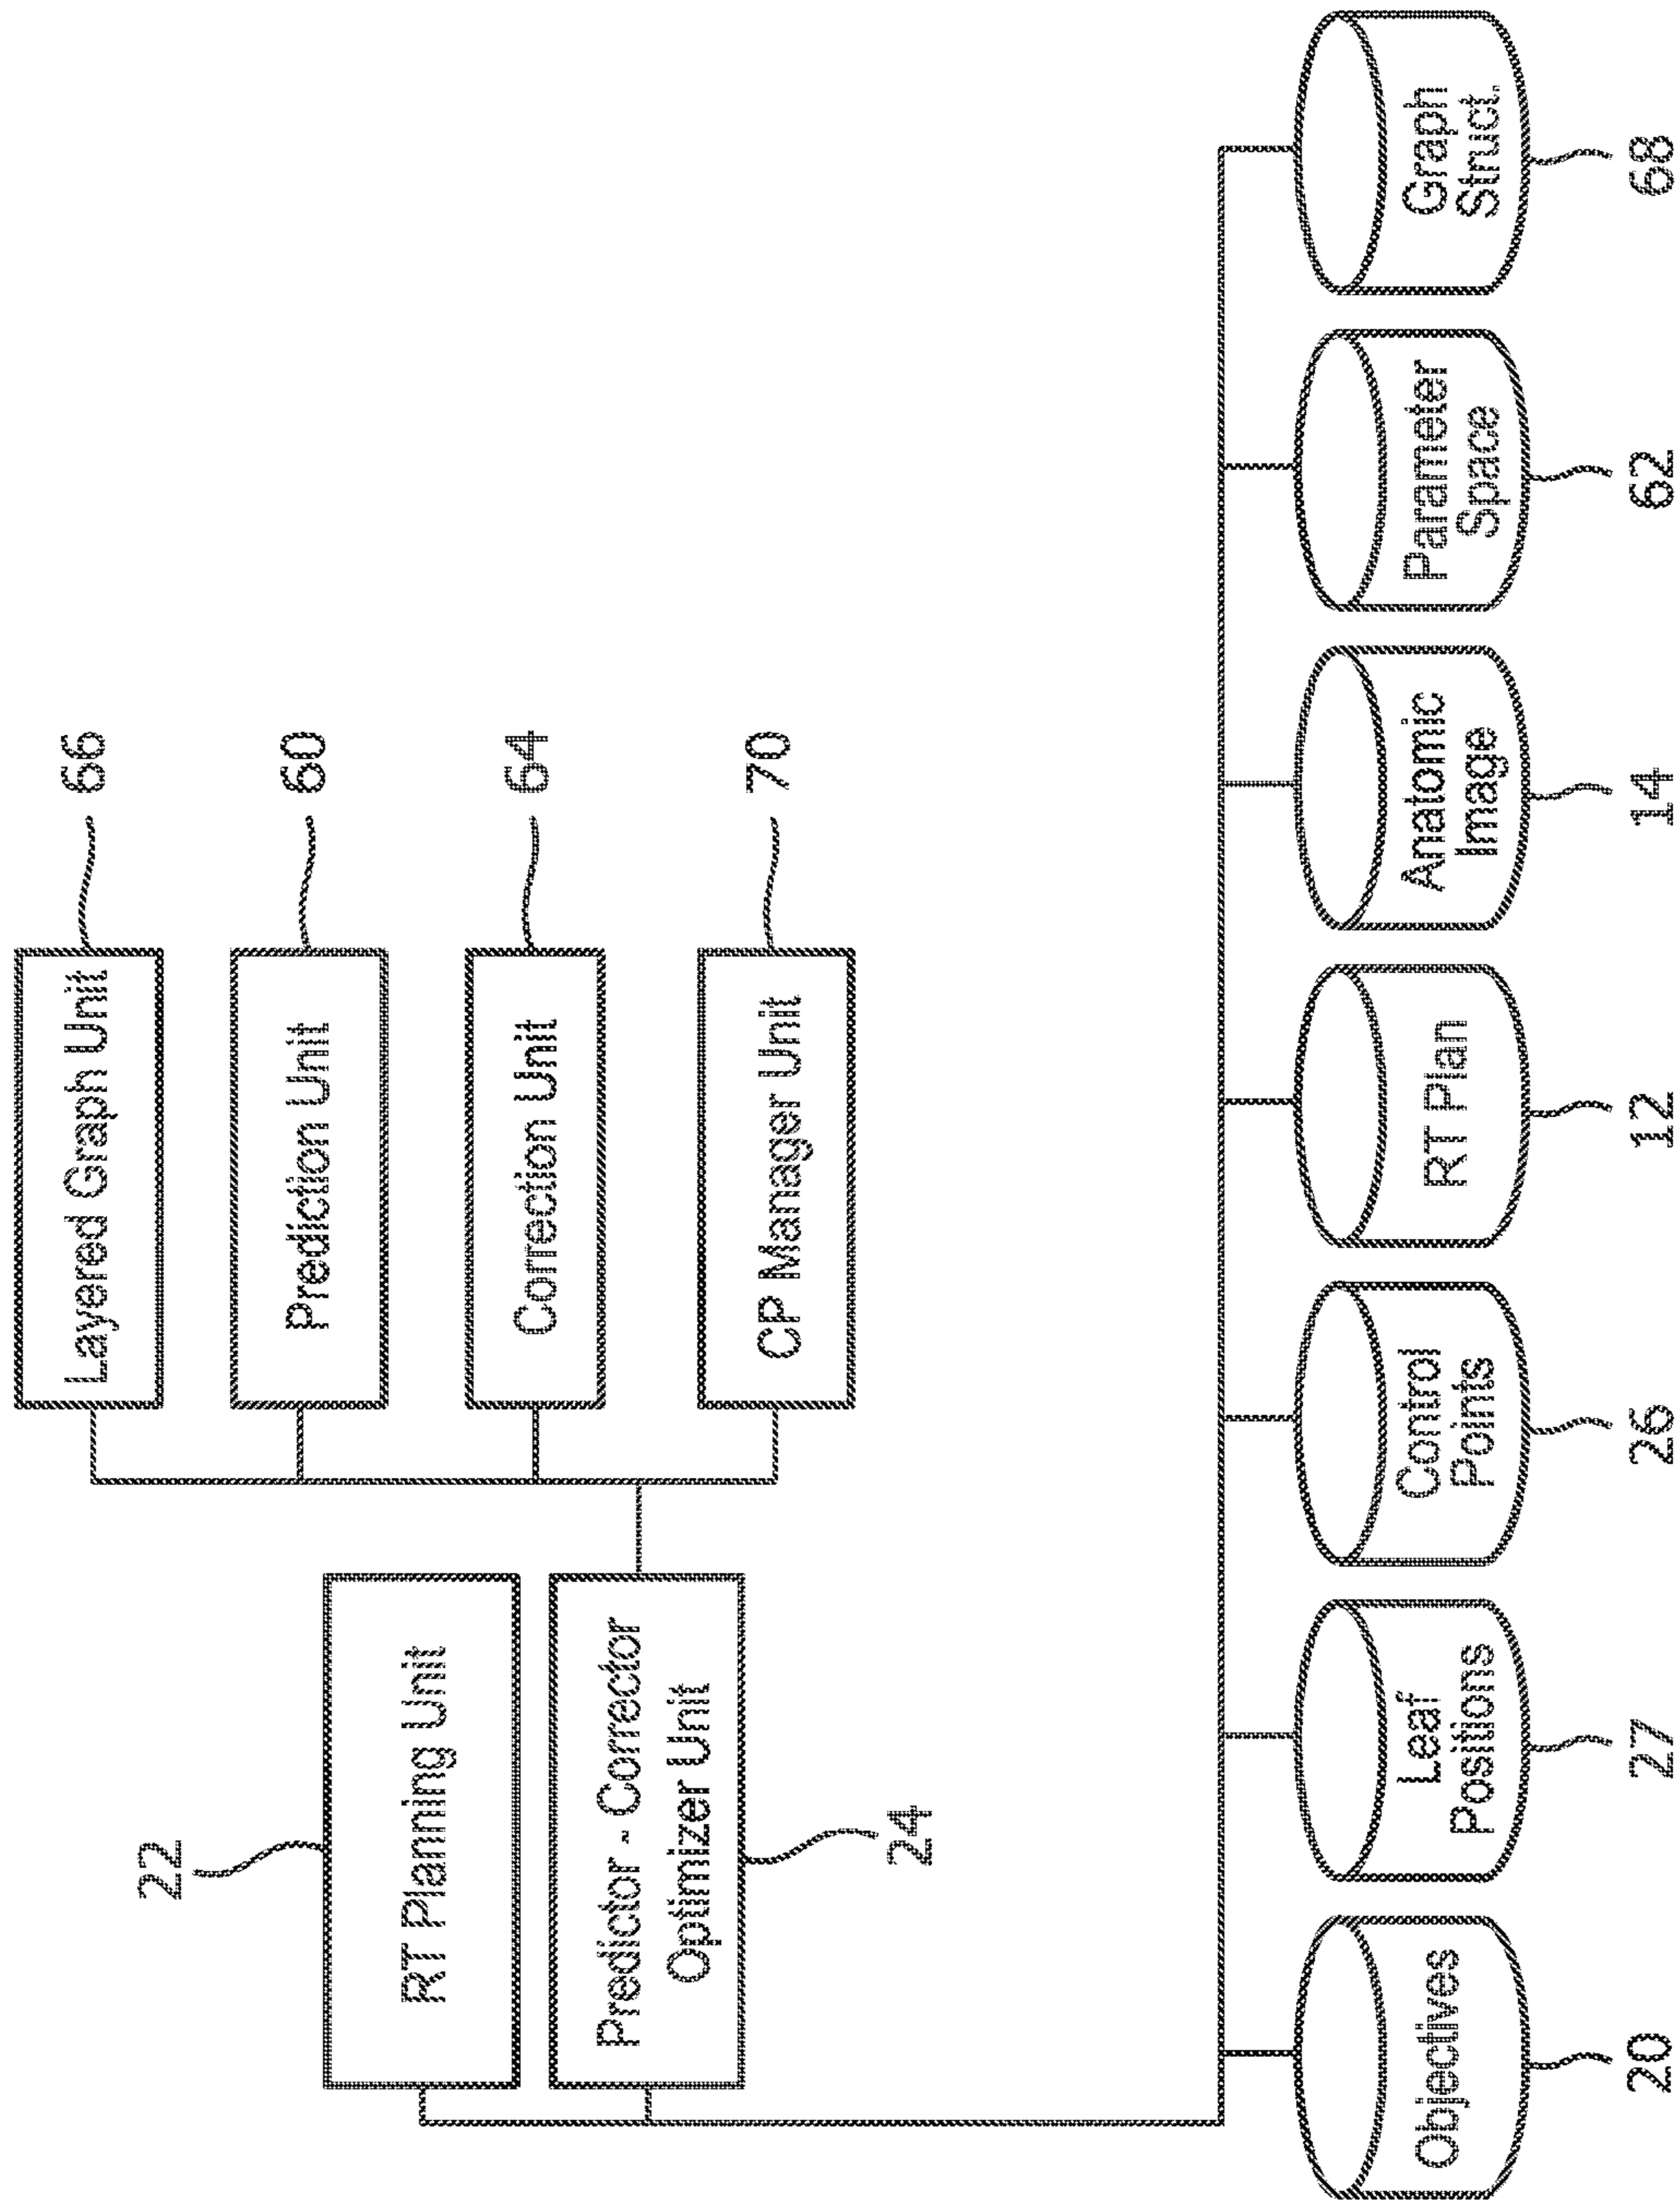 Layered Graph Unit
66
Prediction Unit
60
Correction Unit
64
CP Manager Unit
70
22
RT Planning Unit
Predictor - Corrector
Optimizer Unit
24
Objectives
20
Leaf
Positions
27
Control
Points
26
RT Plan
12
Anatomic
Image
14
Parameter
Space
62
Graph
Struct.
68